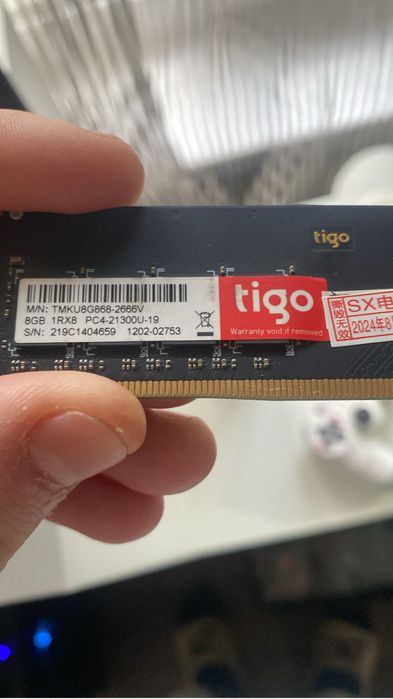 tigo
M/N: TMKU8G868-2666V
8GB 1RX8 PC4-21300U-19
S/N: 219C1404659 1202-02753
tigo
Warranty void if removed
撕毁无效
SX电
2024年8